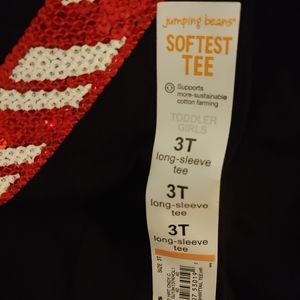 jumping beans®
SOFTEST
TEE
Supports
more-sustainable
cotton farming
TODDLER
GIRLS
3T
long-sleeve
tee
3T
long-sleeve
tee
3T
long-sleeve
tee